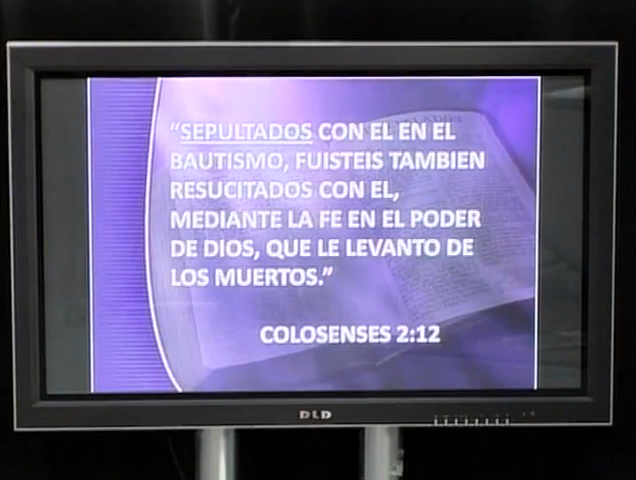 “SEPULTADOS CON EL EN EL
BAUTISMO, FUISTEIS TAMBIEN
RESUCITADOS CON EL,
MEDIANTE LA FE EN EL PODER
DE DIOS, QUE LE LEVANTO DE
LOS MUERTOS.”
COLOSENSES 2:12
DLD